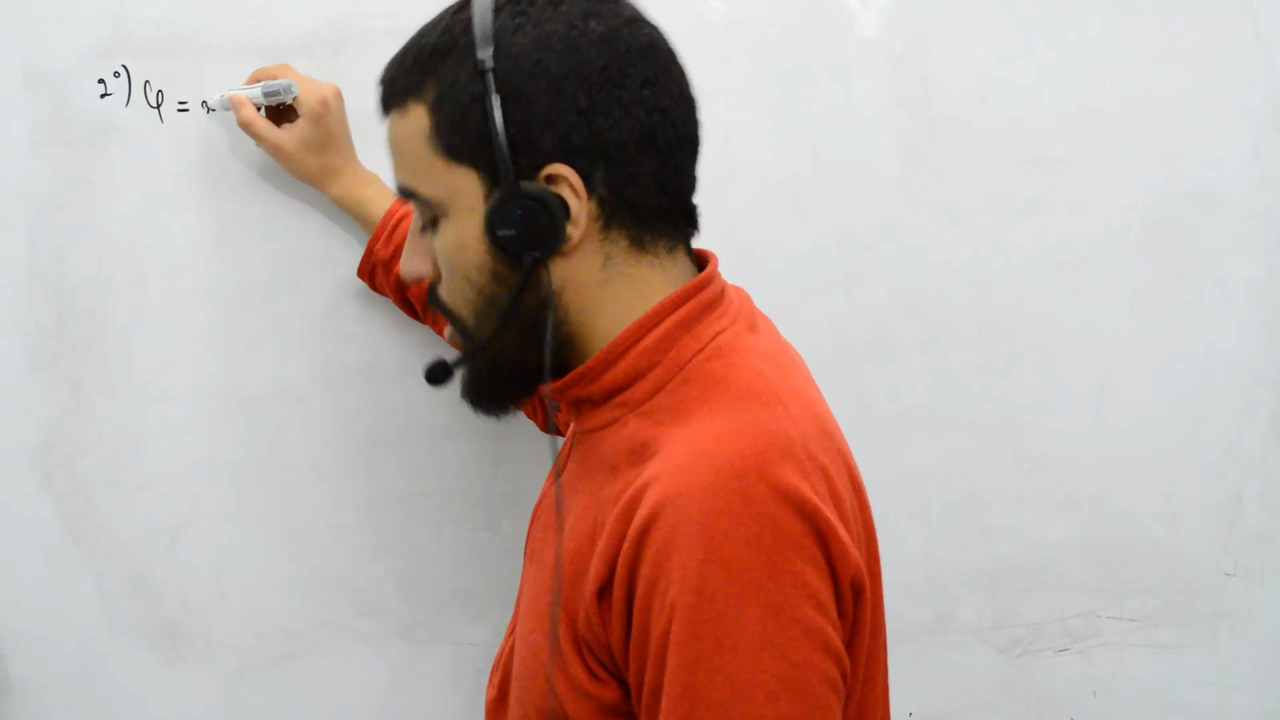 2°) φ =